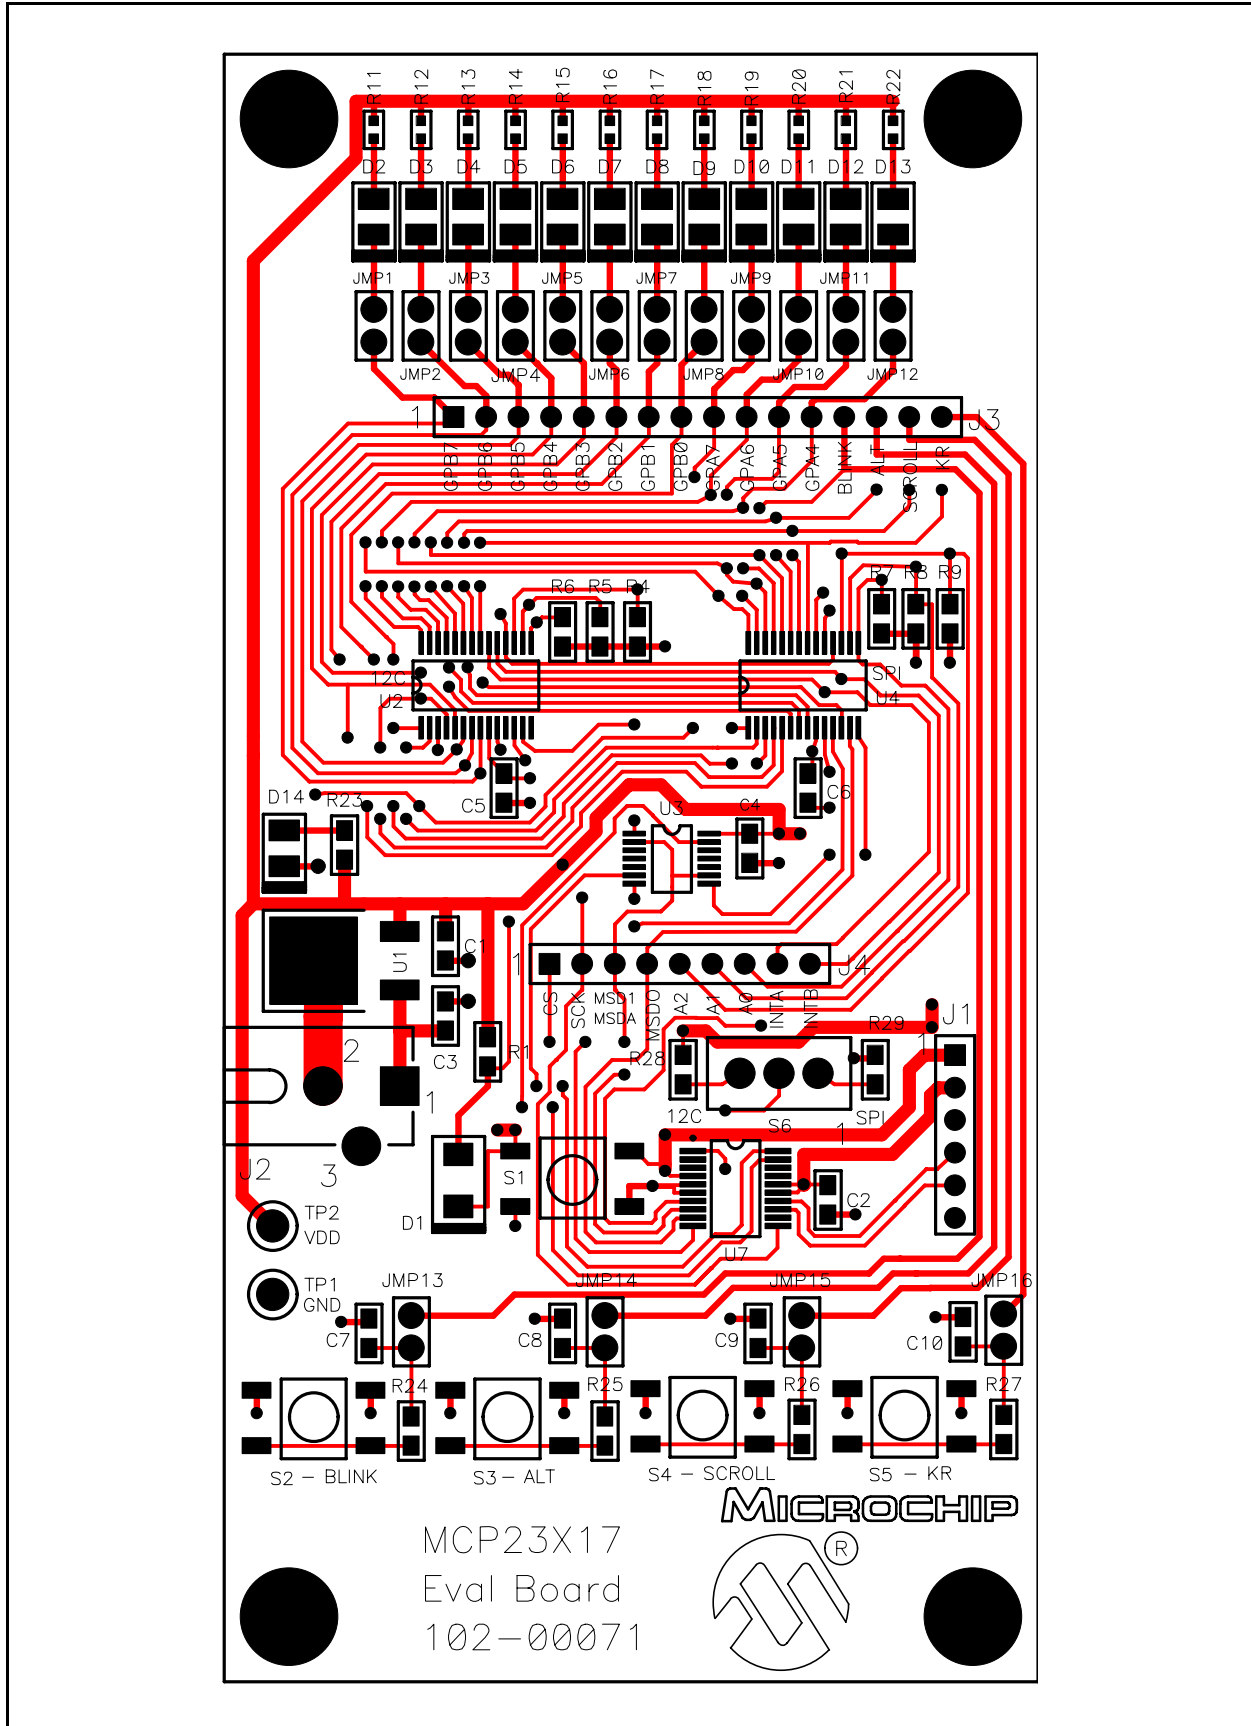 R11 R12 R13 R14 R15 R16 R17 R18 R19 R20 R21 R22
D2 D3 D4 D5 D6 D7 D8 D9 D10 D11 D12 D13
JMP1 JMP3 JMP5 JMP7 JMP9 JMP11
JMP2 JMP4 JMP6 JMP8 JMP10 JMP12
1 J3
GPB7 GPB6 GPB5 GPB4 GPB3 GPB2 GPB1 GPB0 GPA7 GPA6 GPA5 GPA4 BLINK ALT SCROLL KR
R6 R5 R4 R7 R8 R9
12C SPI
U2 U4
D14 R23 C5 U3 C4 C6
U1 C1
1 J4
CS SCK MSD1 MSDO A2 A1 A0 INTA INTB
MSDA
2 C3 R1 R28 R29 J1
1
1 12C S6 SPI
1
J2 3 S1 C2
TP2 D1
VDD
U7
TP1
GND
JMP13 JMP14 JMP15 JMP16
C7 C8 C9 C10
R24 R25 R26 R27
S2 - BLINK S3 - ALT S4 - SCROLL S5 - KR
MICROCHIP
MCP23X17
R
Eval Board
102-00071